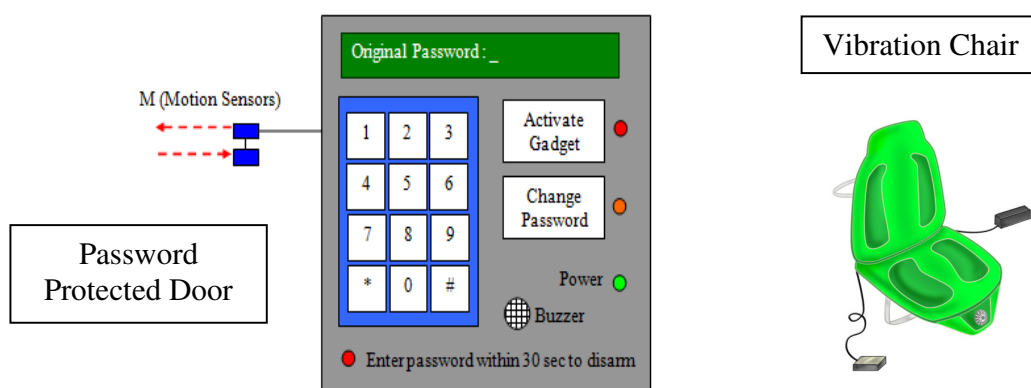 Original Password : _
Vibration Chair
M (Motion Sensors)
1 2 3
4 5 6
7 8 9
* 0 #
Activate
Gadget
Change
Password
Power
Buzzer
Enter password within 30 sec to disarm
Password
Protected Door